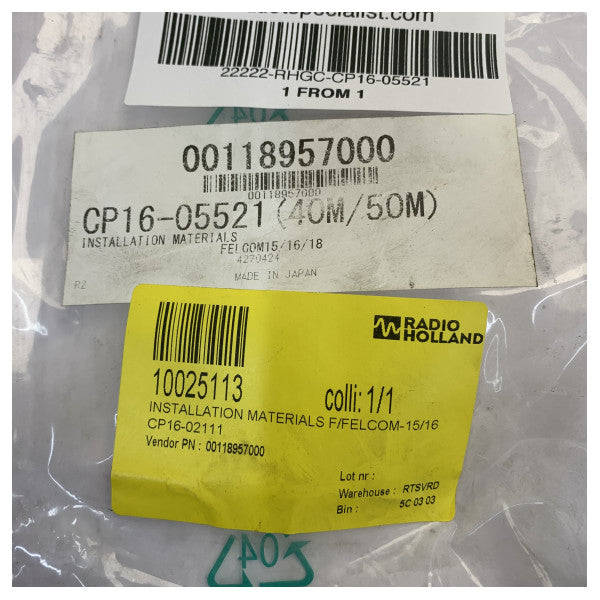 specialist.com
22222-RHGC-CP16-05521
1 FROM 1
00118957000
00118957000
CP16-05521 (40M/50M)
INSTALLATION MATERIALS
FELCOM15/16/18
4270424
MADE IN JAPAN
R2
RADIO
HOLLAND
10025113
colli: 1/1
INSTALLATION MATERIALS F/FELCOM-15/16
CP16-02111
Vendor PN : 00118957000
Lot nr :
Warehouse : RTSVRD
Bin : 5C 03 03
04